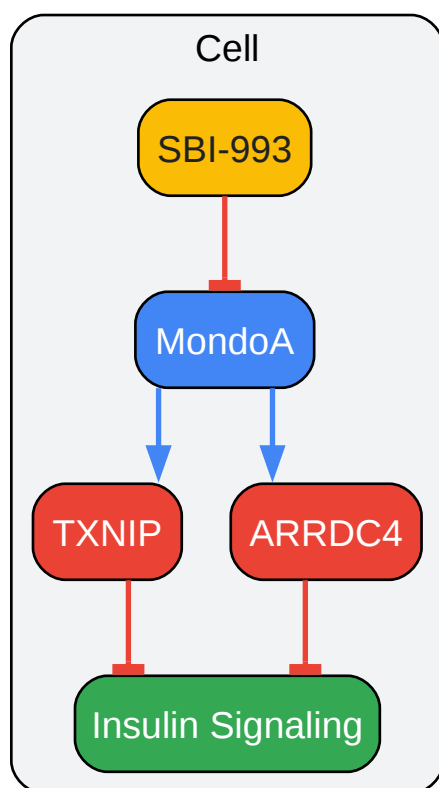 Cell
SBI-993
MondoA
TXNIP
ARRDC4
Insulin Signaling